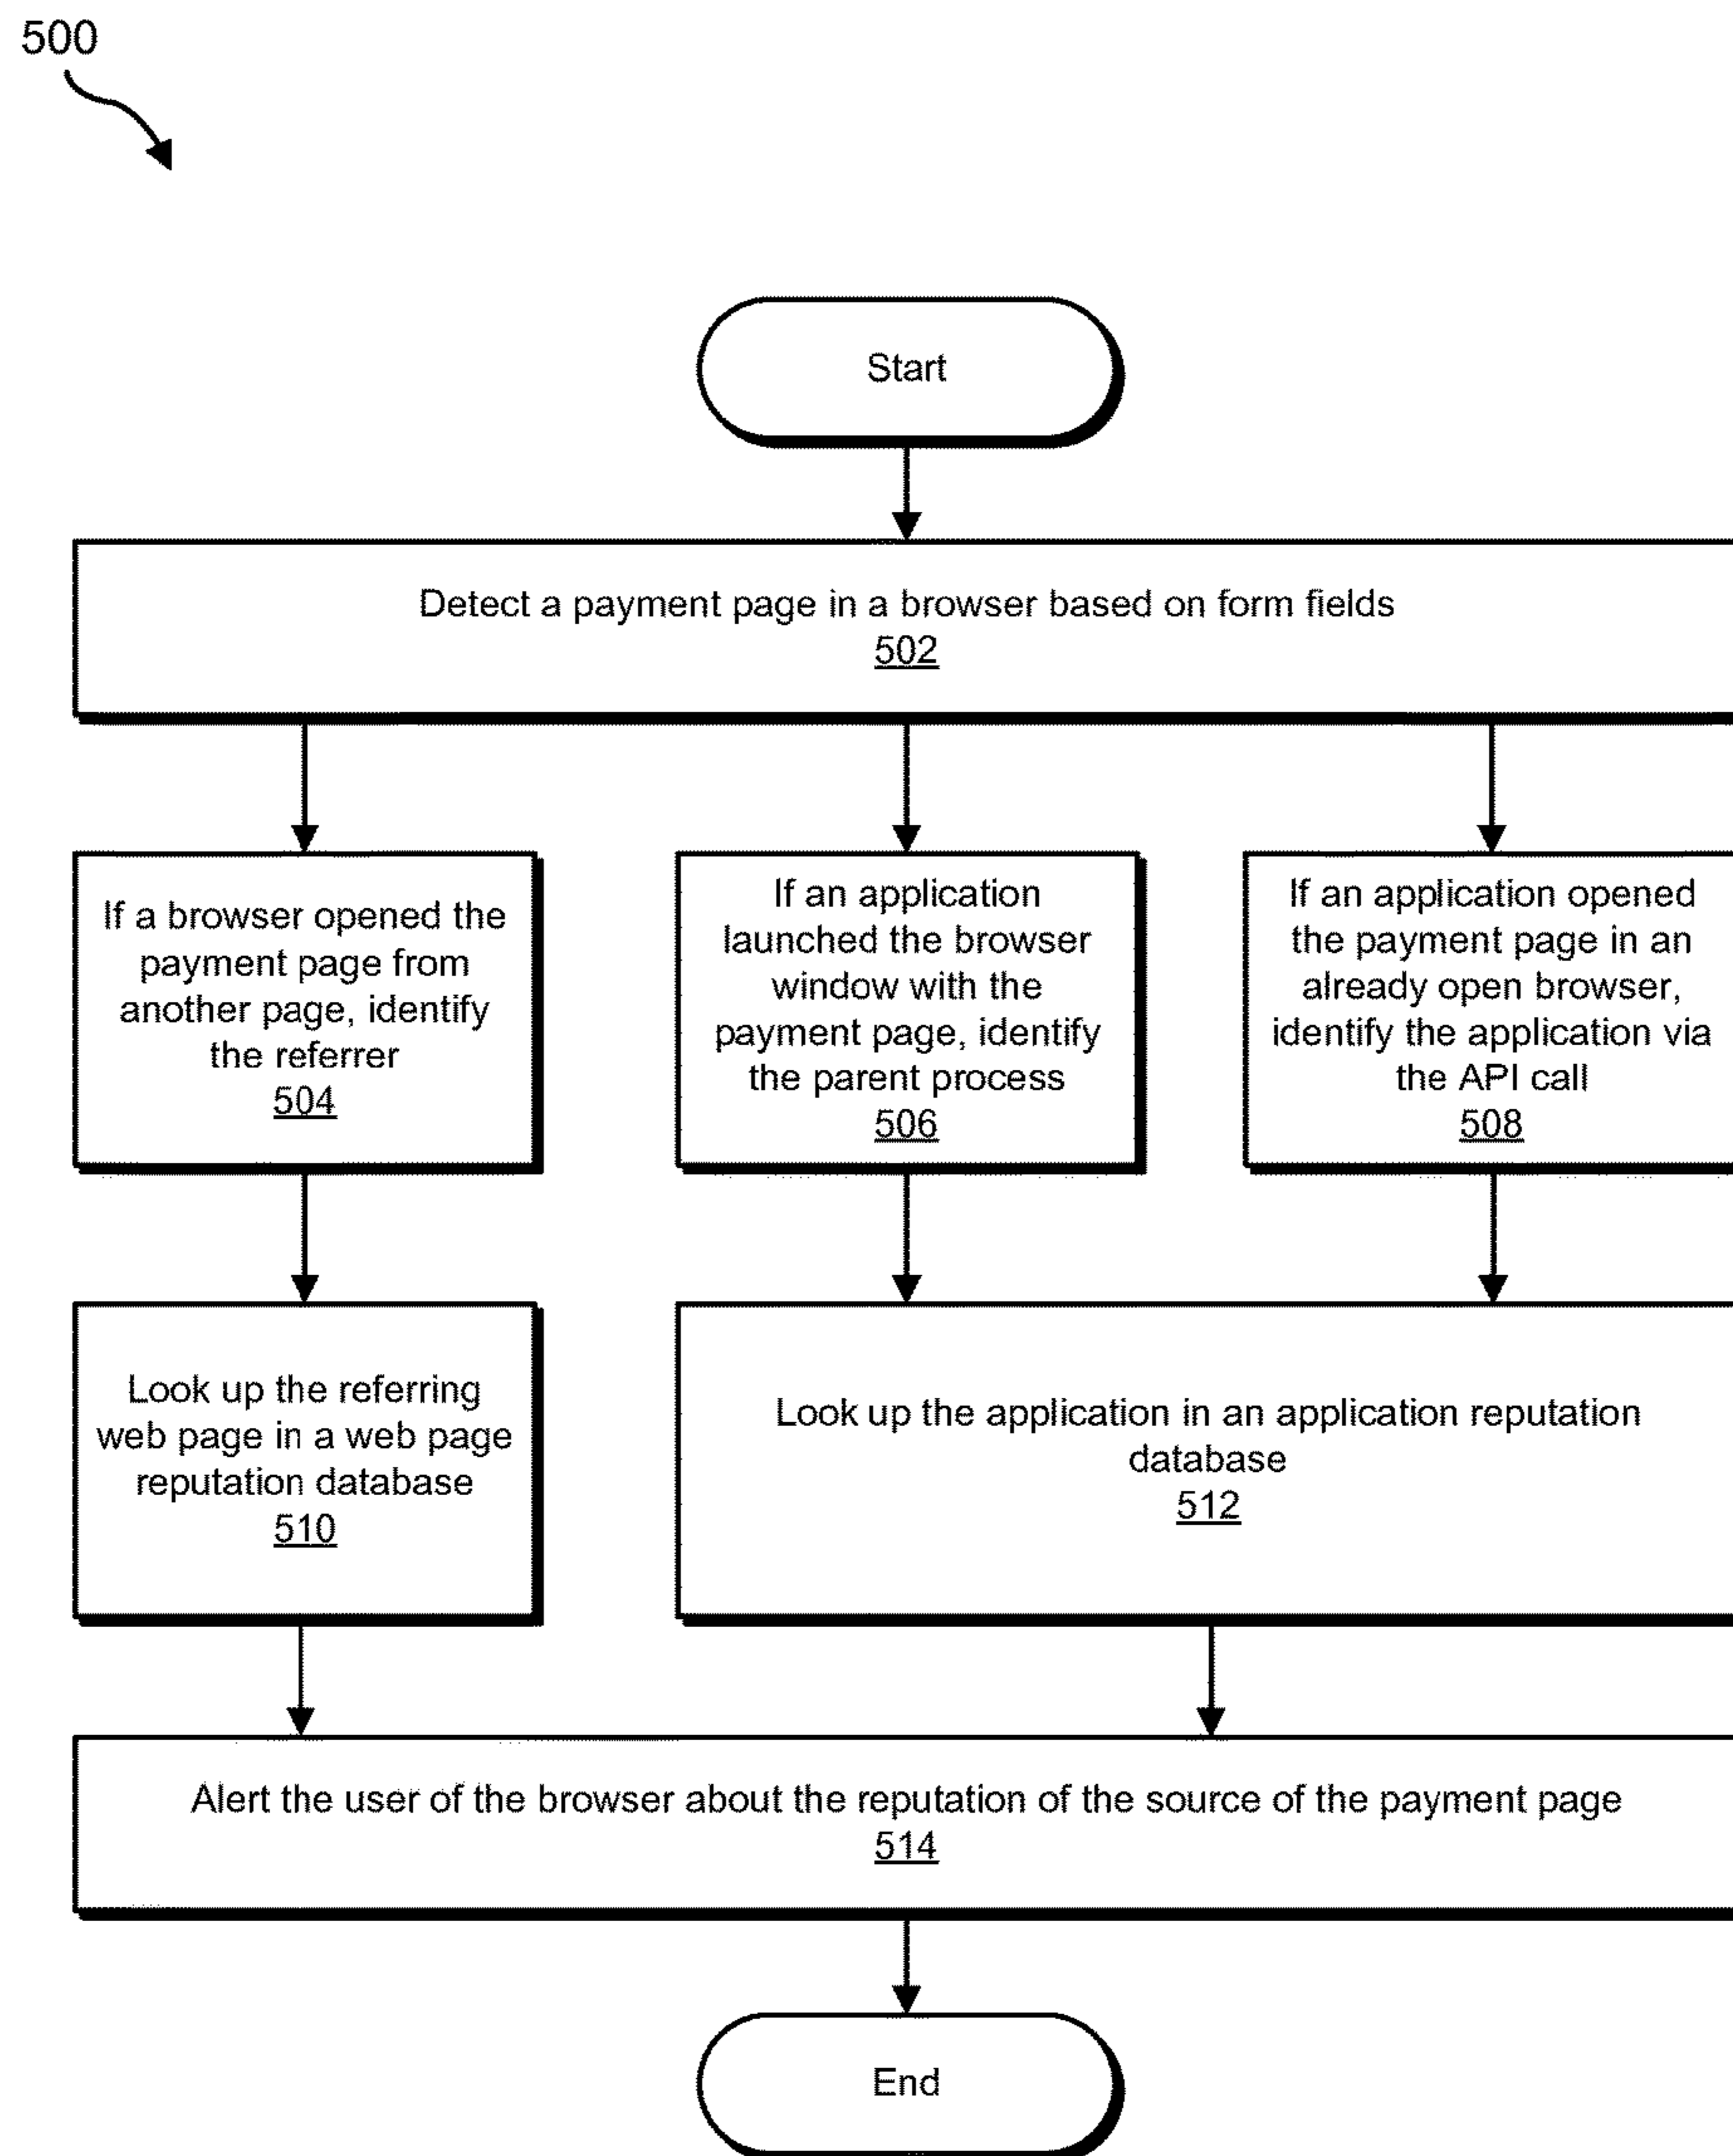 500
Start
Detect a payment page in a browser based on form fields
502
If a browser opened the
payment page from
another page, identify
the referrer
504
If an application
launched the browser
window with the
payment page, identify
the parent process
506
If an application opened
the payment page in an
already open browser,
identify the application via
the API call
508
Look up the referring
web page in a web page
reputation database
510
Look up the application in an application reputation
database
512
Alert the user of the browser about the reputation of the source of the payment page
514
End